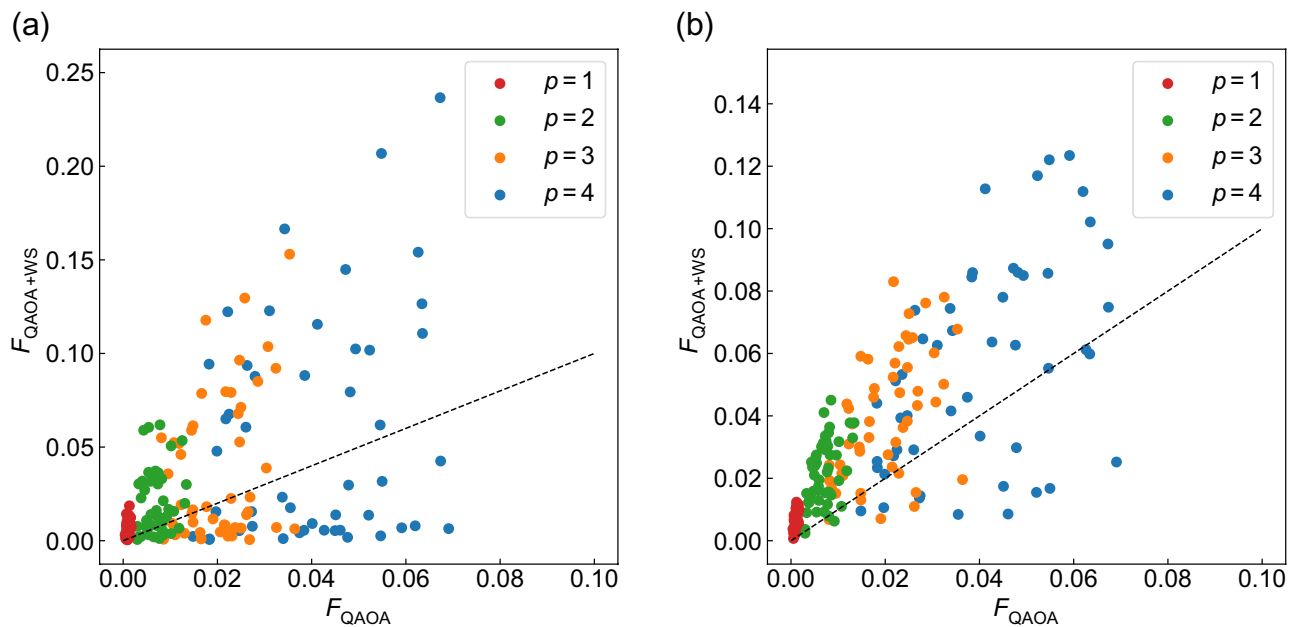 (a)
0.25
0.20
0.15
0.10
0.05
0.00
F_QAOA+WS
p = 1
p = 2
p = 3
p = 4
0.00 0.02 0.04 0.06 0.08 0.10
F_QAOA
(b)
0.14
0.12
0.10
0.08
0.06
0.04
0.02
0.00
F_QAOA+WS
p = 1
p = 2
p = 3
p = 4
0.00 0.02 0.04 0.06 0.08 0.10
F_QAOA